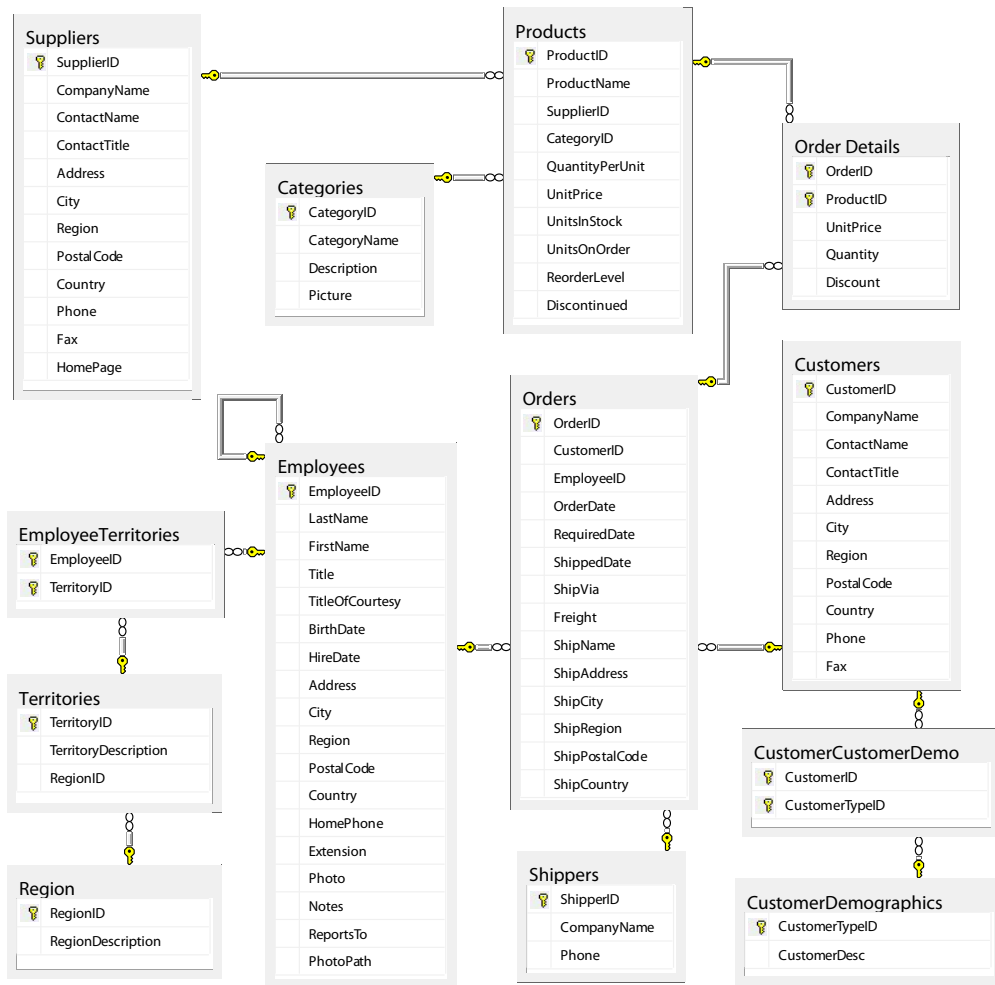 Suppliers
SupplierID
CompanyName
ContactName
ContactTitle
Address
City
Region
PostalCode
Country
Phone
Fax
HomePage
Categories
CategoryID
CategoryName
Description
Picture
Products
ProductID
ProductName
SupplierID
CategoryID
QuantityPerUnit
UnitPrice
UnitsInStock
UnitsOnOrder
ReorderLevel
Discontinued
Order Details
OrderID
ProductID
UnitPrice
Quantity
Discount
Employees
EmployeeID
LastName
FirstName
Title
TitleOfCourtesy
BirthDate
HireDate
Address
City
Region
PostalCode
Country
HomePhone
Extension
Photo
Notes
ReportsTo
PhotoPath
Orders
OrderID
CustomerID
EmployeeID
OrderDate
RequiredDate
ShippedDate
ShipVia
Freight
ShipName
ShipAddress
ShipCity
ShipRegion
ShipPostalCode
ShipCountry
Customers
CustomerID
CompanyName
ContactName
ContactTitle
Address
City
Region
PostalCode
Country
Phone
Fax
EmployeeTerritories
EmployeeID
TerritoryID
Territories
TerritoryID
TerritoryDescription
RegionID
Region
RegionID
RegionDescription
Shippers
ShipperID
CompanyName
Phone
CustomerCustomerDemo
CustomerID
CustomerTypeID
CustomerDemographics
CustomerTypeID
CustomerDesc